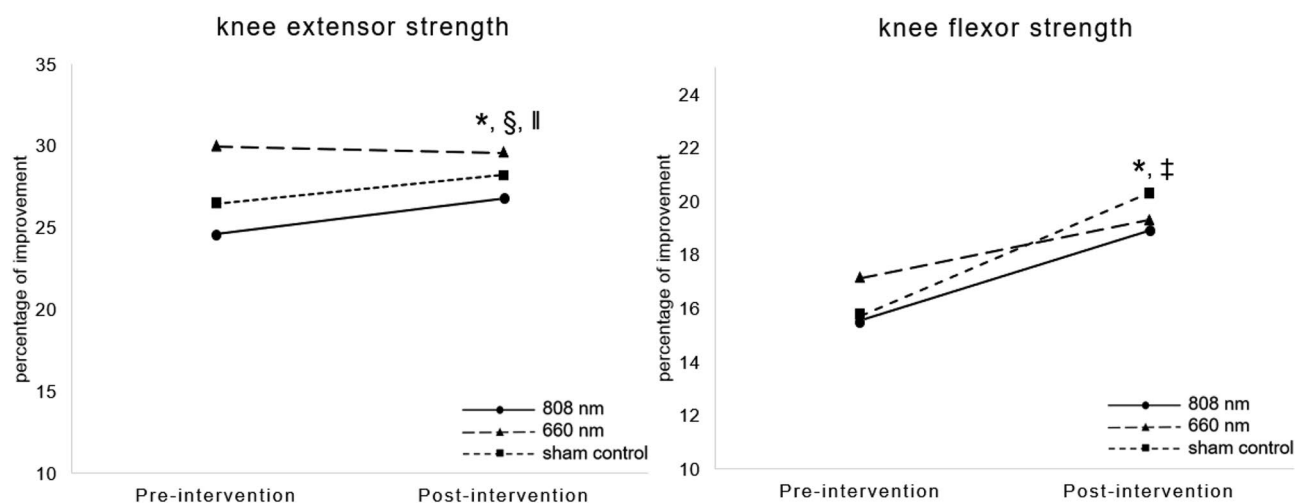 knee extensor strength
35
30
25
20
15
10
percentage of improvement
*, §, ǁ
808 nm
660 nm
sham control
Pre-intervention
Post-intervention
knee flexor strength
24
22
20
18
16
14
12
10
percentage of improvement
*, ‡
808 nm
660 nm
sham control
Pre-intervention
Post-intervention